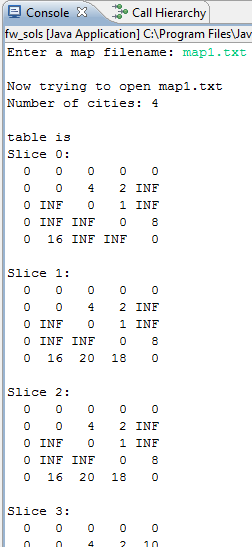 Console Call Hierarchy
fw_sols [Java Application] C:\Program Files\Jav
Enter a map filename: map1.txt
Now trying to open map1.txt
Number of cities: 4
table is
Slice 0:
0 0 0 0 0
0 0 4 2 INF
0 INF 0 1 INF
0 INF INF 0 8
0 16 INF INF 0
Slice 1:
0 0 0 0 0
0 0 4 2 INF
0 INF 0 1 INF
0 INF INF 0 8
0 16 20 18 0
Slice 2:
0 0 0 0 0
0 0 4 2 INF
0 INF 0 1 INF
0 INF INF 0 8
0 16 20 18 0
Slice 3:
0 0 0 0 0
0 0 4 2 10